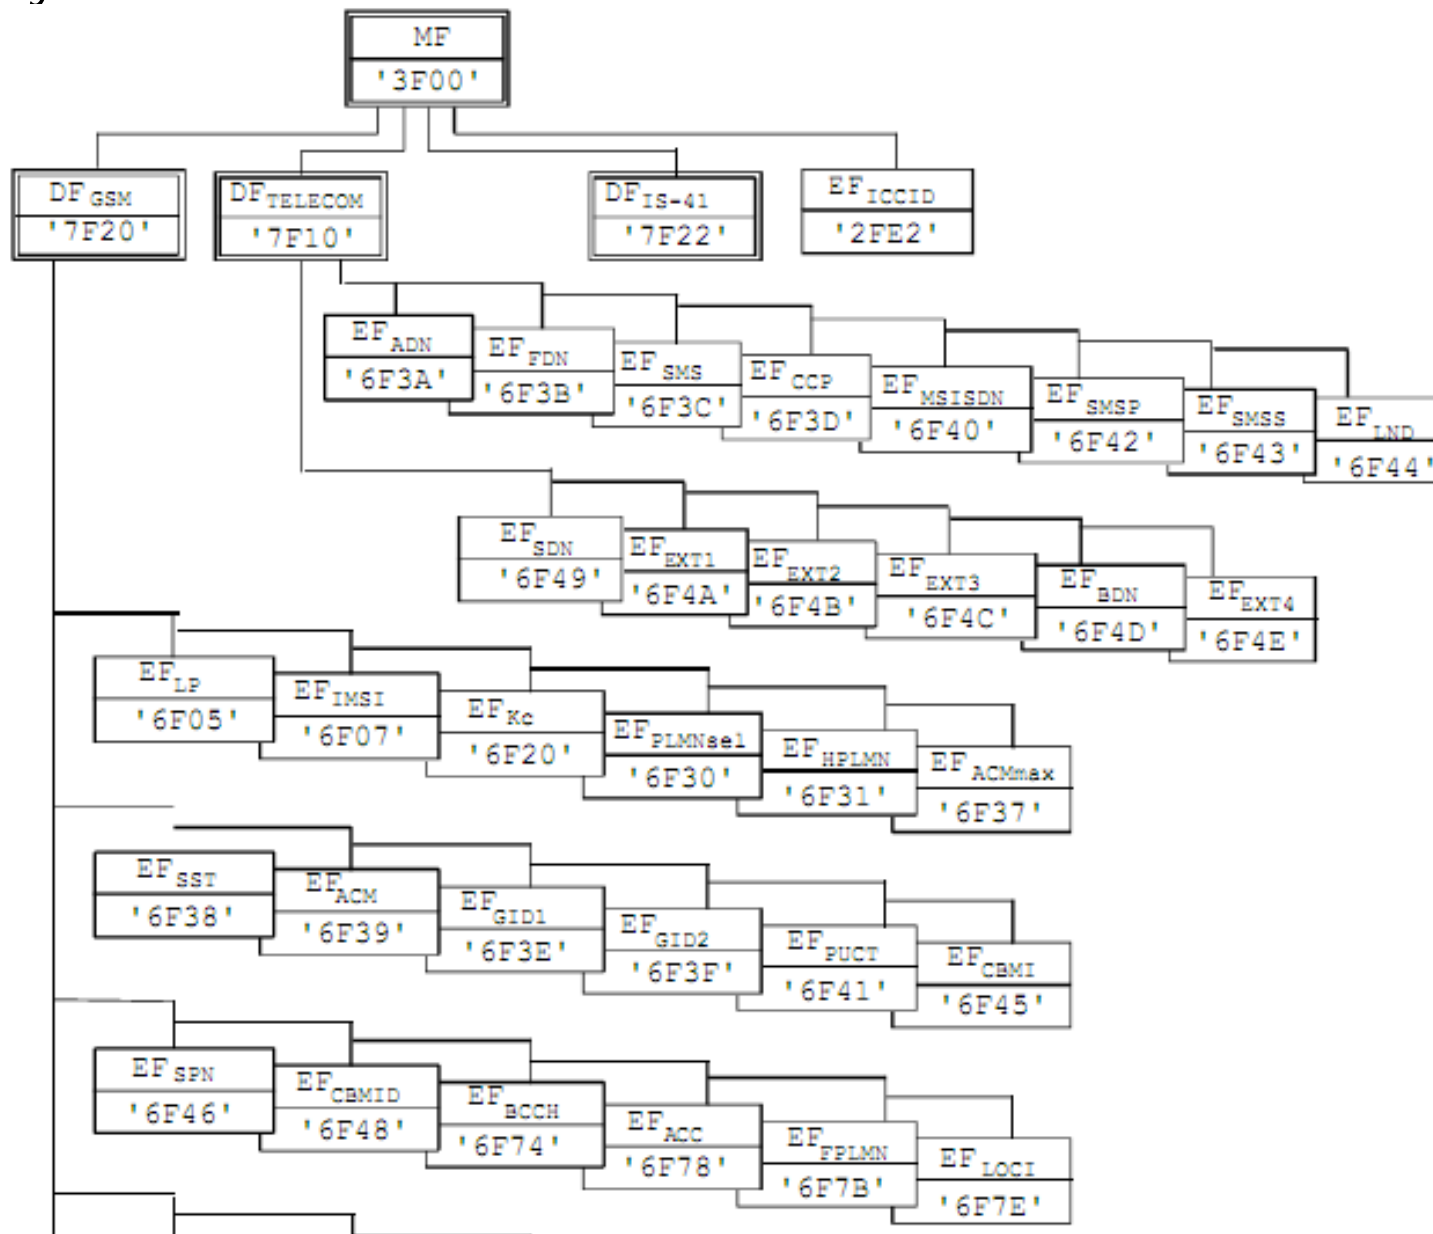 MF
'3F00'
DFGSM
'7F20'
DFTELECOM
'7F10'
DFIS-41
'7F22'
EFICCID
'2FE2'
EFADN
'6F3A'
EFFDN
'6F3B'
EFSMS
'6F3C'
EFCCP
'6F3D'
EFMSISDN
'6F40'
EFSMSP
'6F42'
EFSMSS
'6F43'
EFLND
'6F44'
EFSDN
'6F49'
EFEXT1
'6F4A'
EFEXT2
'6F4B'
EFEXT3
'6F4C'
EFBDN
'6F4D'
EFEXT4
'6F4E'
EFLP
'6F05'
EFIMSI
'6F07'
EFKc
'6F20'
EFPLMNsel
'6F30'
EFHPLMN
'6F31'
EFACMmax
'6F37'
EFSST
'6F38'
EFACM
'6F39'
EFGID1
'6F3E'
EFGID2
'6F3F'
EFPUCT
'6F41'
EFCBMI
'6F45'
EFSPN
'6F46'
EFCBMID
'6F48'
EFBCCH
'6F74'
EFACC
'6F78'
EFFPLMN
'6F7B'
EFLOCI
'6F7E'